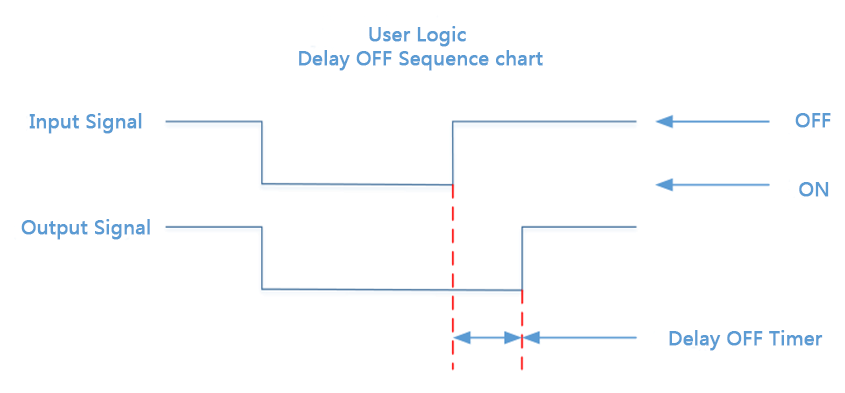 User Logic
Delay OFF Sequence chart
Input Signal
OFF
ON
Output Signal
Delay OFF Timer